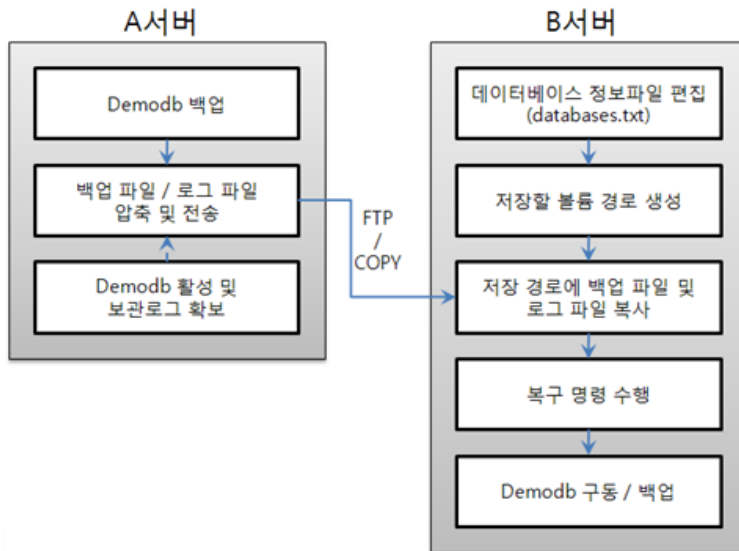 A서버
Demodb 백업
백업 파일 / 로그 파일
압축 및 전송
Demodb 활성 및
보관로그 확보
FTP
/
COPY
B서버
데이터베이스 정보파일 편집
(databases.txt)
저장할 볼륨 경로 생성
저장 경로에 백업 파일 및
로그 파일 복사
복구 명령 수행
Demodb 구동 / 백업